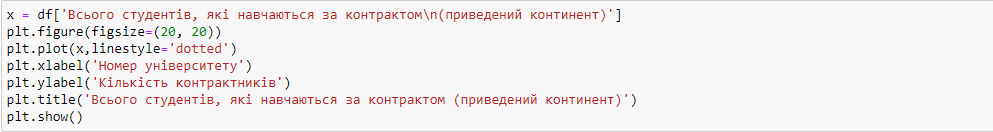 x = df['Всього студентів, які навчаються за контрактом\n(приведений континент)']
plt.figure(figsize=(20, 20))
plt.plot(x,linestyle='dotted')
plt.xlabel('Номер університету')
plt.ylabel('Кількість контрактників')
plt.title('Всього студентів, які навчаються за контрактом (приведений континент)')
plt.show()